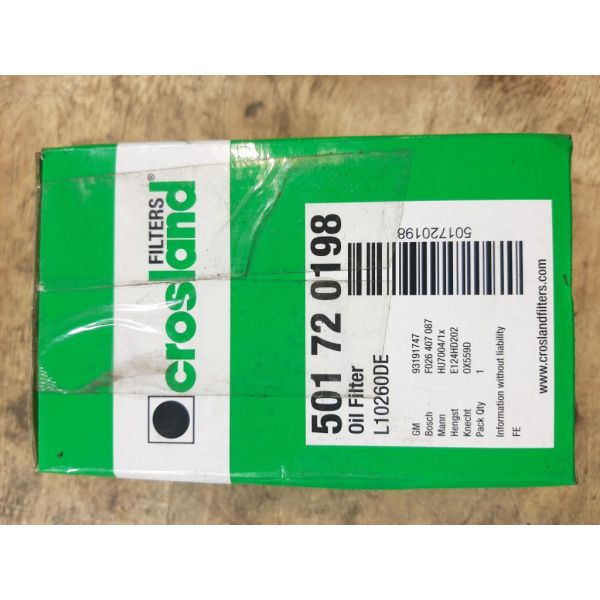 FILTERS
crosland®
501 72 0198
Oil Filter
L10260DE
501720198
GM 93191747
Bosch F026 407 087
Mann HU7004/1x
Hengst E124HD202
Knecht OX559D
Pack Qty 1
Information without liability
FE
www.croslandfilters.com